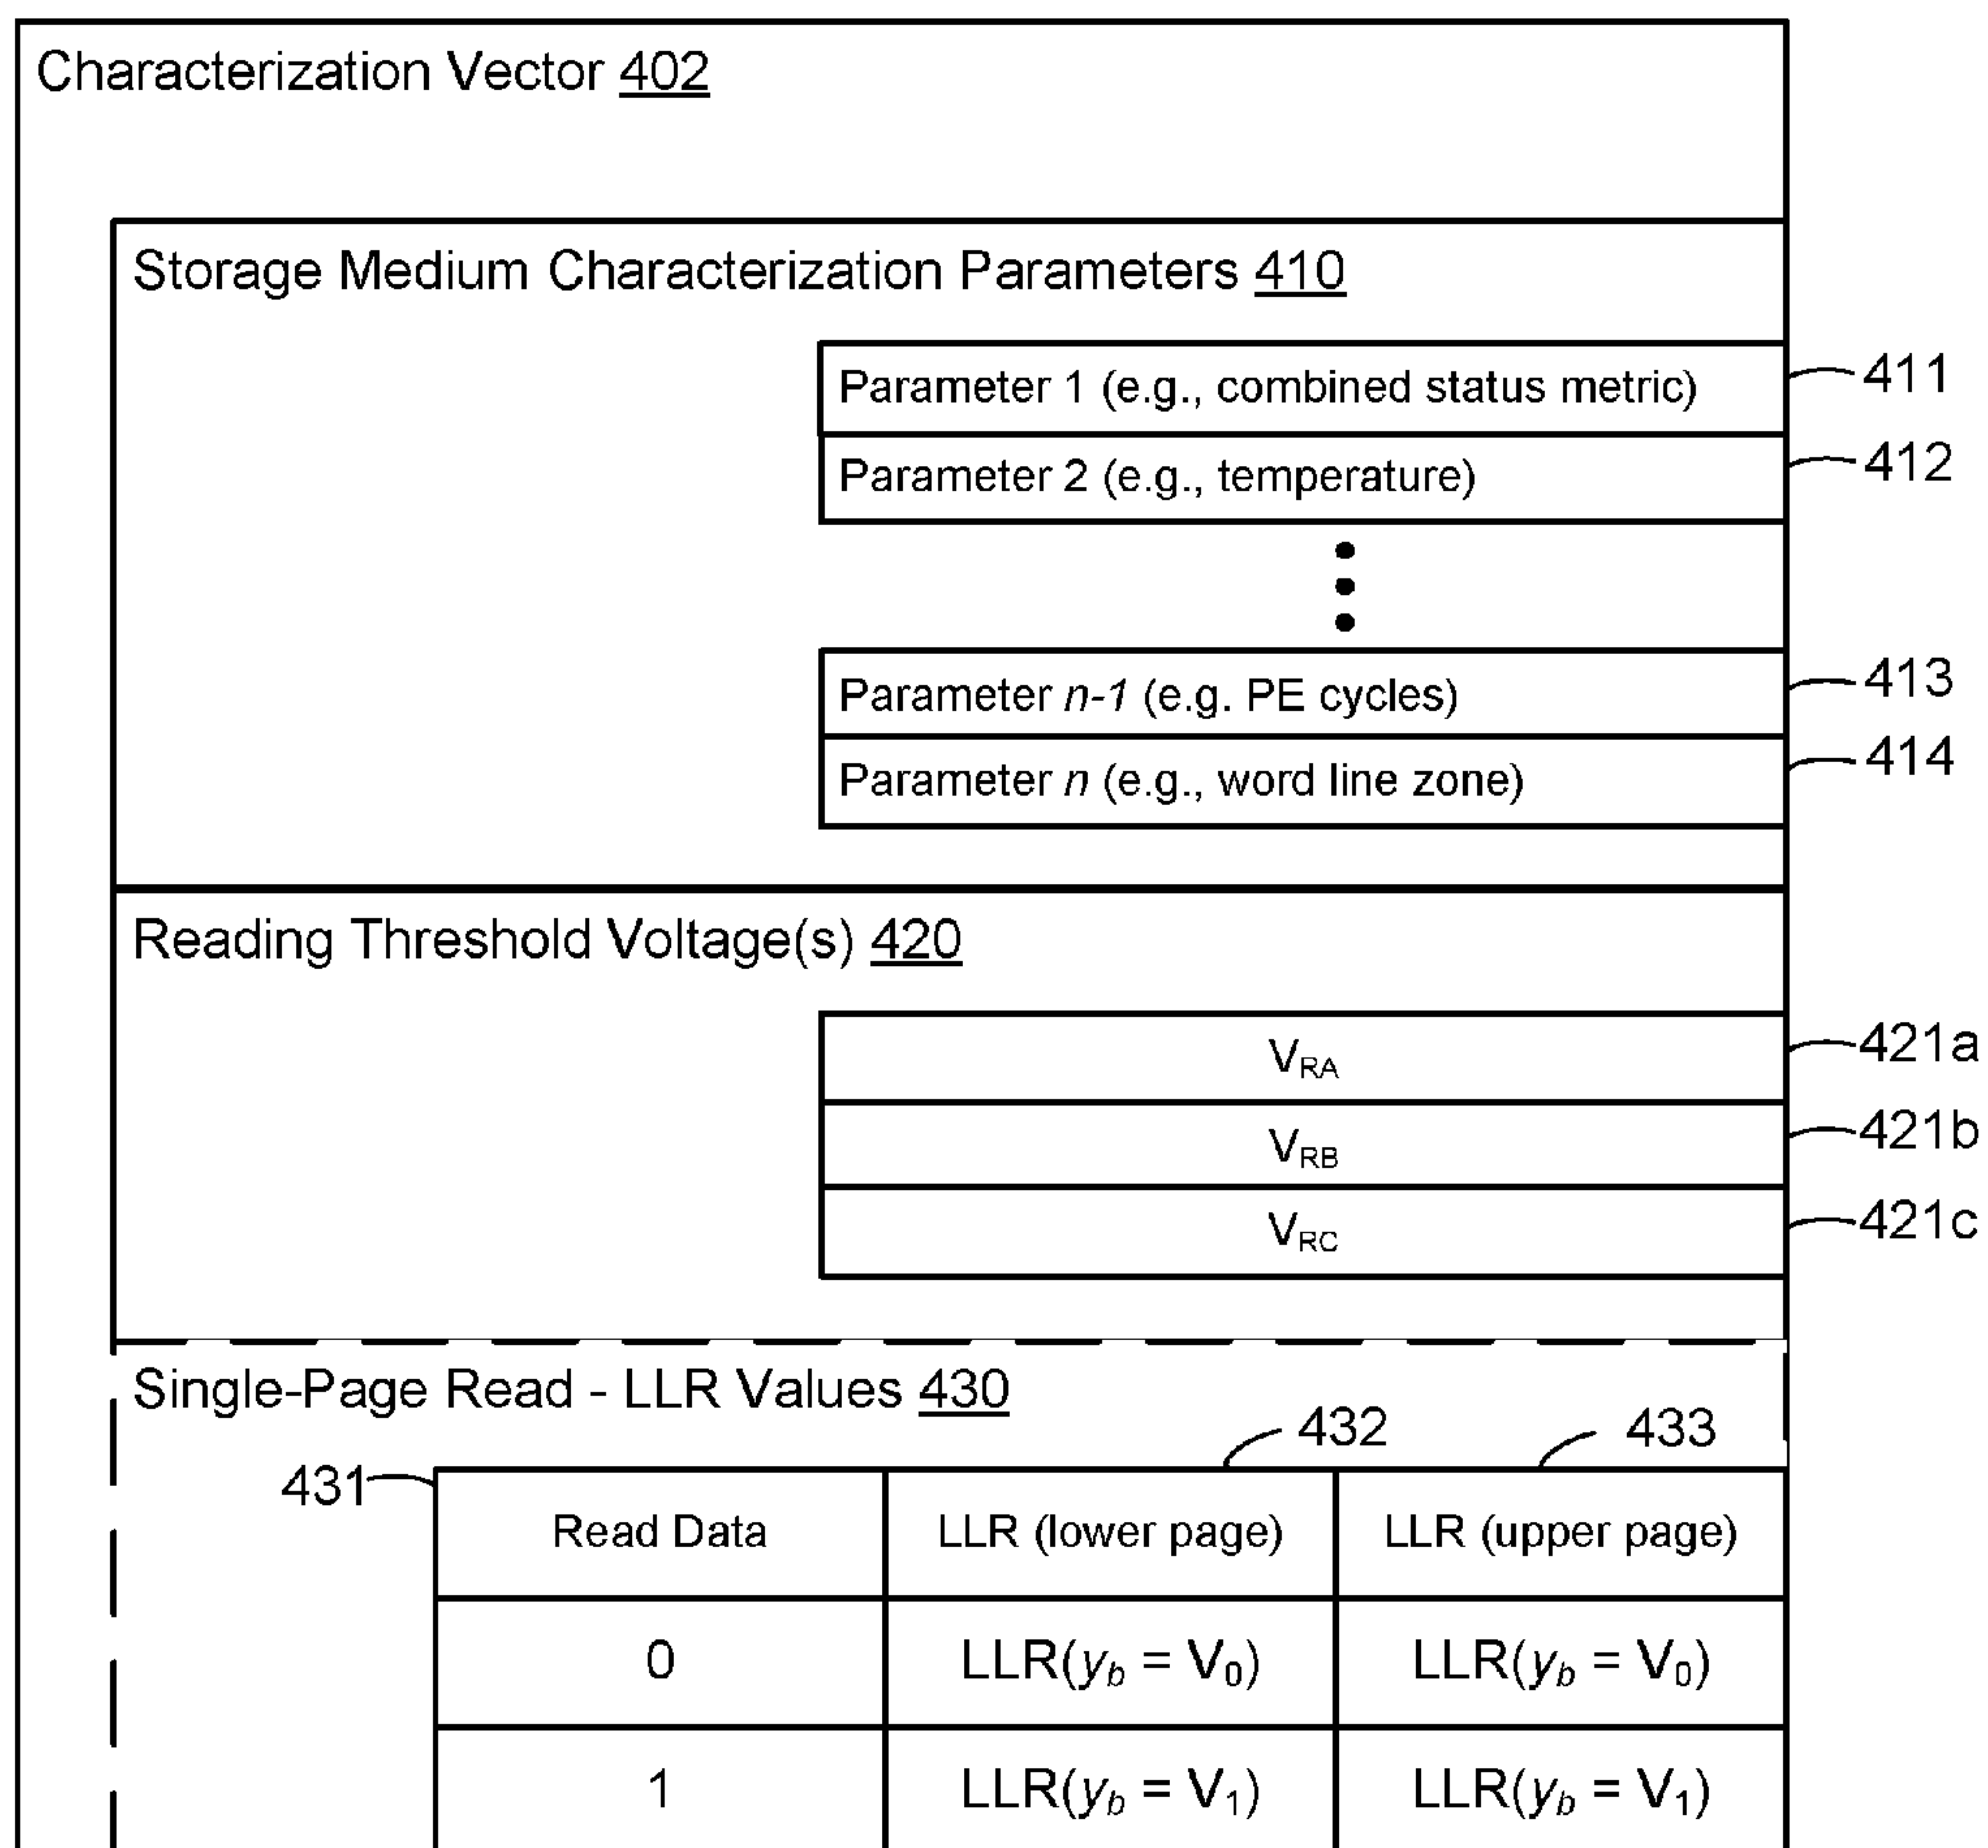 Characterization Vector 402
Storage Medium Characterization Parameters 410
Parameter 1 (e.g., combined status metric)
411
Parameter 2 (e.g., temperature)
412
Parameter n-1 (e.g. PE cycles)
413
Parameter n (e.g., word line zone)
414
Reading Threshold Voltage(s) 420
VRA
421a
VRB
421b
VRC
421c
Single-Page Read - LLR Values 430
432
433
431
Read Data
LLR (lower page)
LLR (upper page)
0
LLR(yb = V0)
LLR(yb = V0)
1
LLR(yb = V1)
LLR(yb = V1)